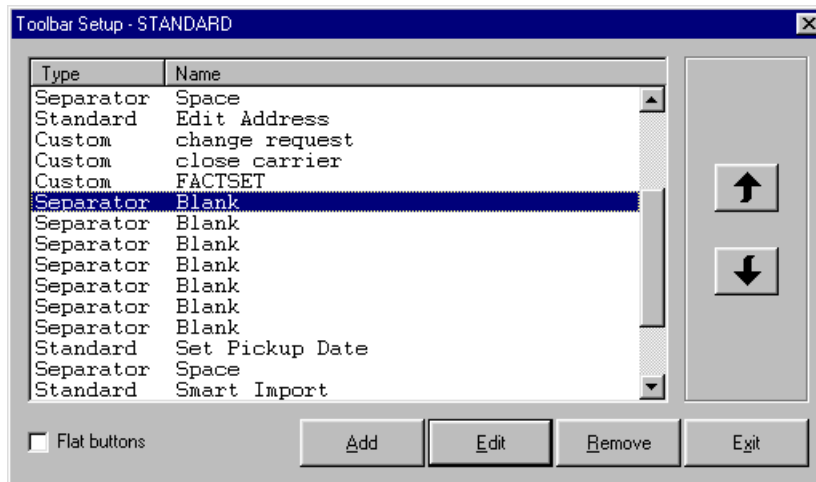 Toolbar Setup - STANDARD
Type Name
Separator Space
Standard Edit Address
Custom change request
Custom close carrier
Custom FACTSET
Separator Blank
Separator Blank
Separator Blank
Separator Blank
Separator Blank
Separator Blank
Separator Blank
Standard Set Pickup Date
Separator Space
Standard Smart Import
Flat buttons Add Edit Remove Exit